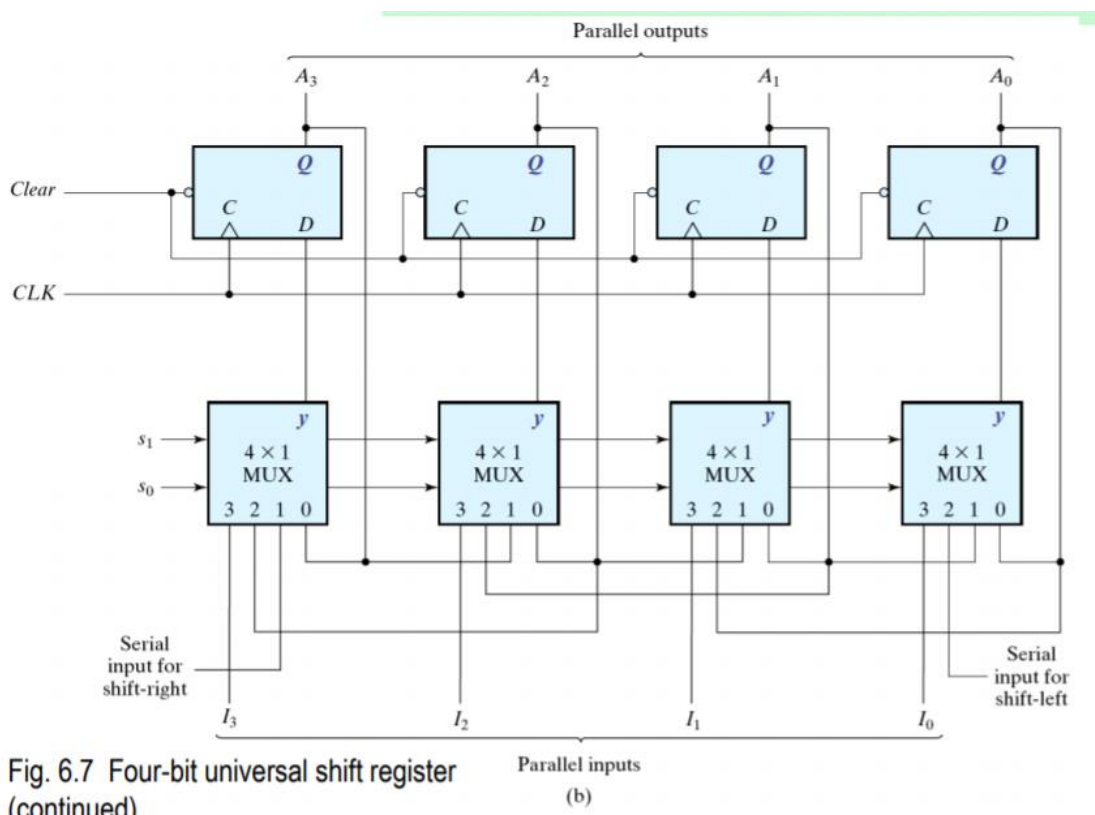 Parallel outputs
A3 A2 A1 A0
Q Q Q Q
Clear
C D C D C D C D
CLK
y y y y
s1
4 × 1 4 × 1 4 × 1 4 × 1
MUX MUX MUX MUX
s0
3 2 1 0 3 2 1 0 3 2 1 0 3 2 1 0
Serial
input for
shift-right
Serial
input for
shift-left
I3 I2 I1 I0
Parallel inputs
(b)
Fig. 6.7 Four-bit universal shift register
(continued)